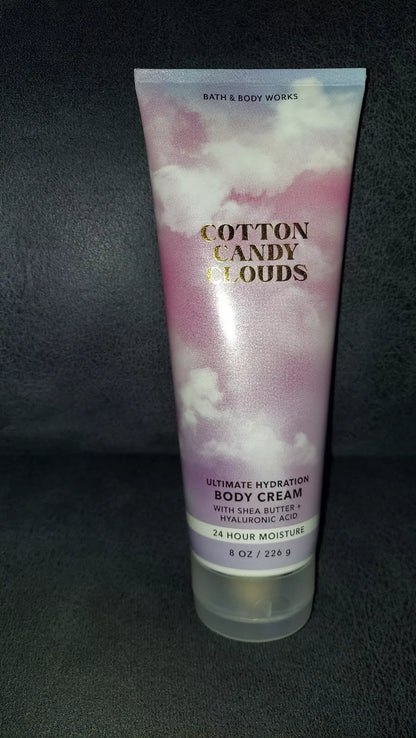 BATH & BODY WORKS
COTTON
CANDY
CLOUDS
ULTIMATE HYDRATION
BODY CREAM
WITH SHEA BUTTER +
HYALURONIC ACID
24 HOUR MOISTURE
8 OZ / 226 g